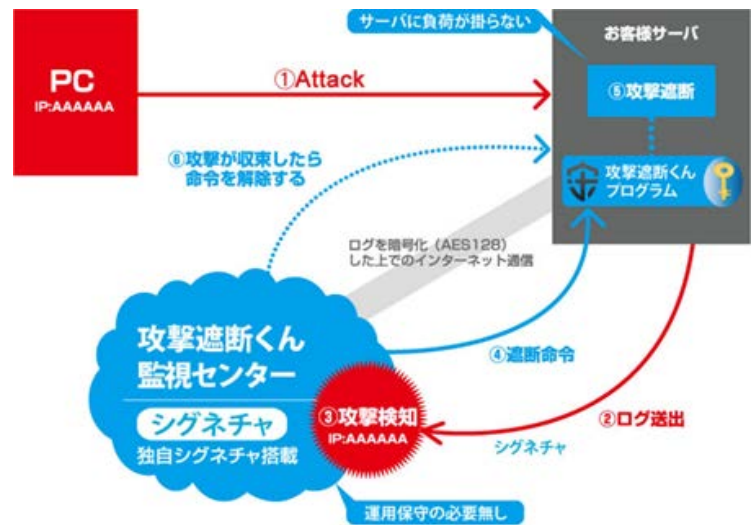 サーバに負荷が掛らない
お客様サーバ
PC
IP:AAAAAA
①Attack
⑤攻撃遮断
⑥攻撃が収束したら
命令を解除する
攻撃遮断くん
プログラム
ログを暗号化（AES128）
した上でのインターネット通信
攻撃遮断くん
監視センター
④遮断命令
シグネチャ
独自シグネチャ搭載
③攻撃検知
IP:AAAAAA
②ログ送出
シグネチャ
運用保守の必要無し